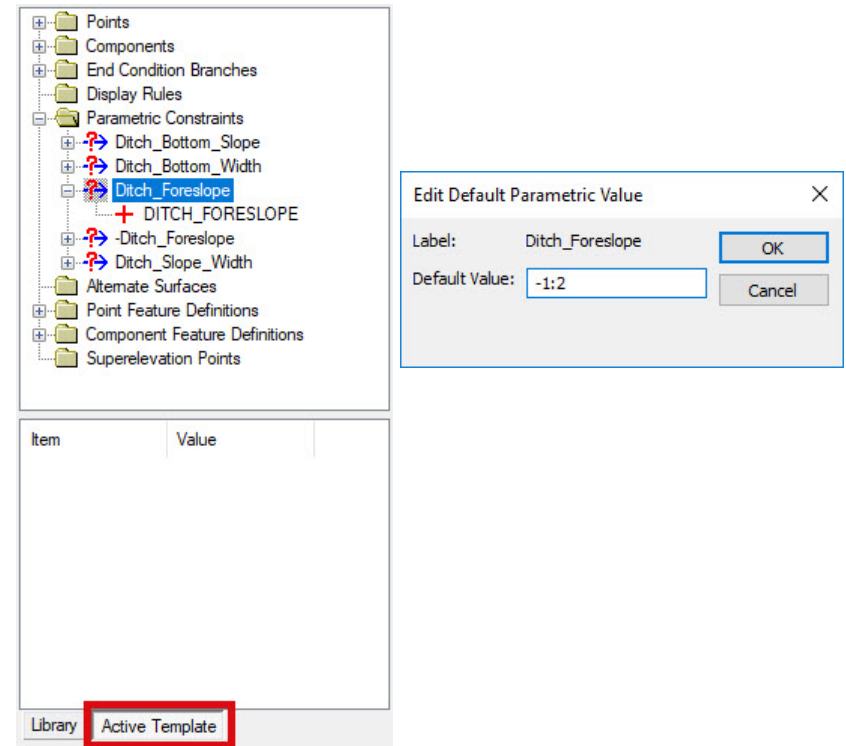 Points
Components
End Condition Branches
Display Rules
Parametric Constraints
Ditch_Bottom_Slope
Ditch_Bottom_Width
Ditch_Foreslope
DITCH_FORESLOPE
-Ditch_Foreslope
Ditch_Slope_Width
Alternate Surfaces
Point Feature Definitions
Component Feature Definitions
Superelevation Points
Item Value
Library Active Template
Edit Default Parametric Value
Label: Ditch_Foreslope OK
Default Value: -1:2 Cancel